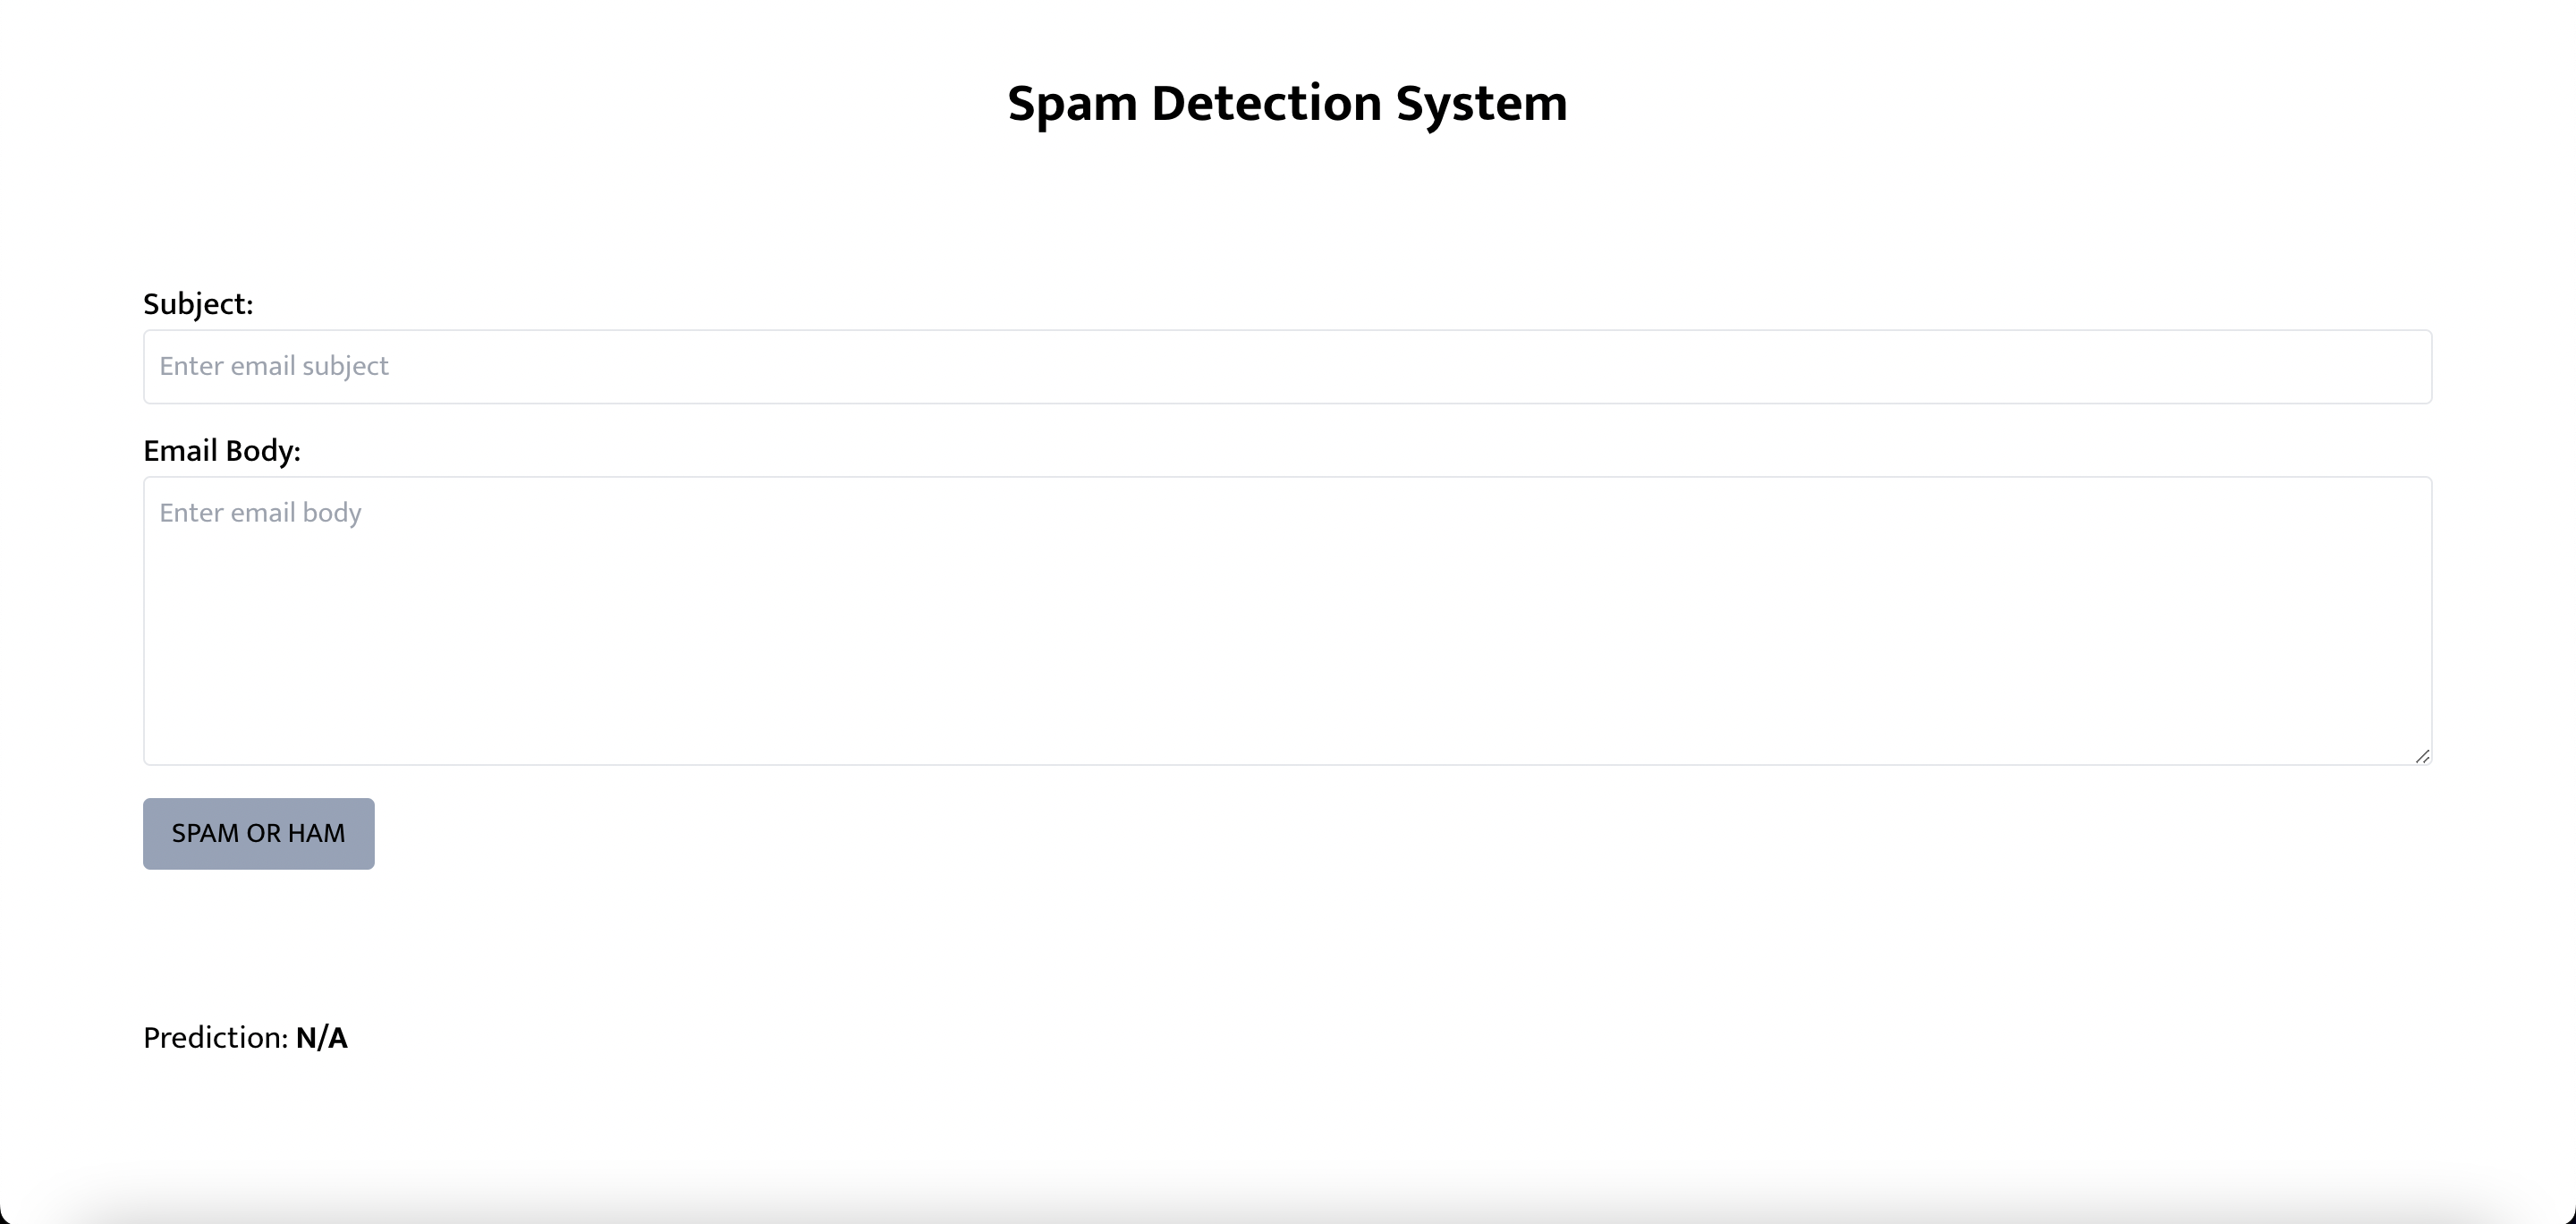 Spam Detection System
Subject:
Enter email subject
Email Body:
Enter email body
SPAM OR HAM
Prediction: N/A